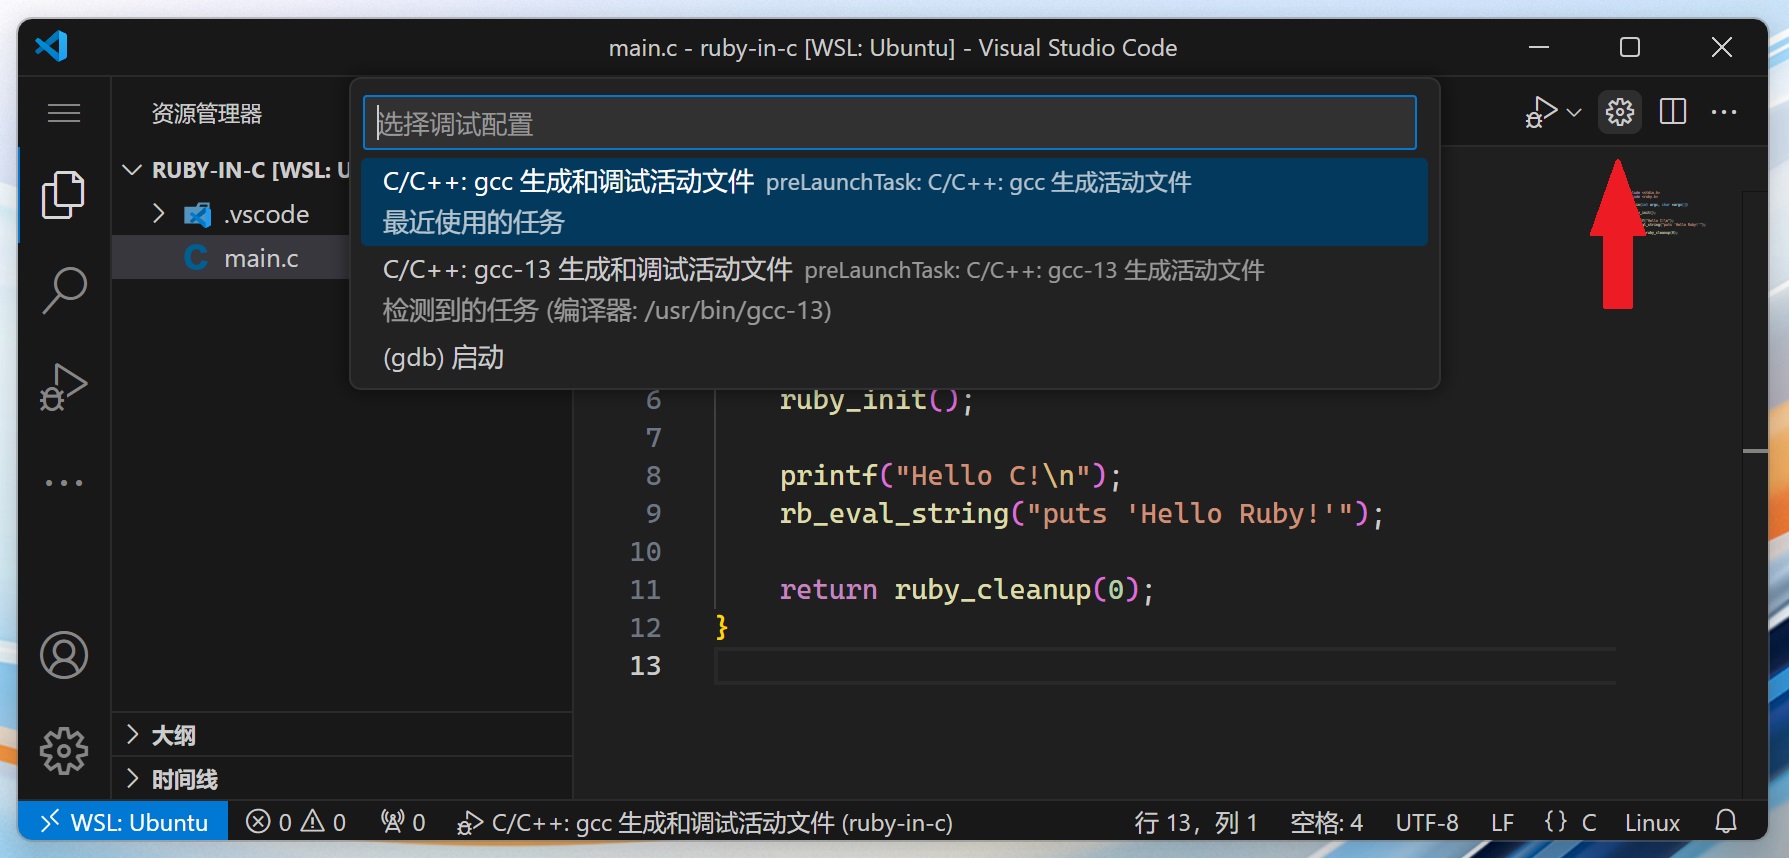 main.c - ruby-in-c [WSL: Ubuntu] - Visual Studio Code
资源管理器
RUBY-IN-C [WSL: U
.vscode
main.c
选择调试配置
C/C++: gcc 生成和调试活动文件 preLaunchTask: C/C++: gcc 生成活动文件
最近使用的任务
C/C++: gcc-13 生成和调试活动文件 preLaunchTask: C/C++: gcc-13 生成活动文件
检测到的任务 (编译器: /usr/bin/gcc-13)
(gdb) 启动
6 ruby_init();
7
8 printf("Hello C!\n");
9 rb_eval_string("puts 'Hello Ruby!'");
10
11 return ruby_cleanup(0);
12 }
13
大纲
时间线
WSL: Ubuntu 0 0 0 C/C++: gcc 生成和调试活动文件 (ruby-in-c) 行 13，列 1 空格: 4 UTF-8 LF {} C Linux